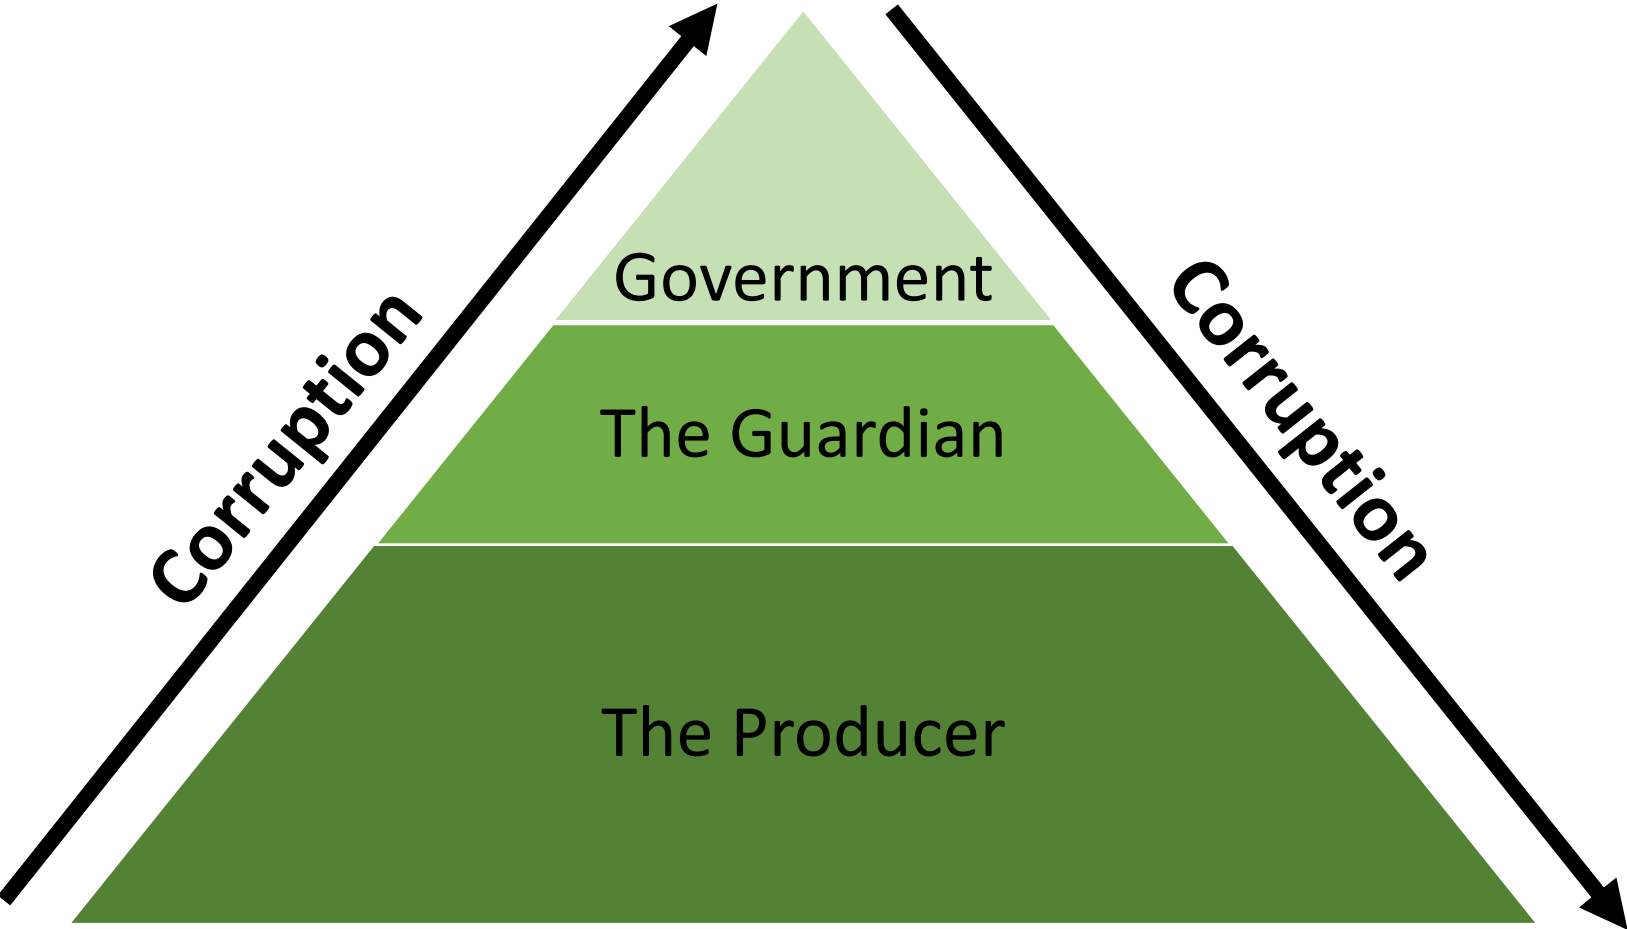 Corruption
Government
The Guardian
The Producer
Corruption